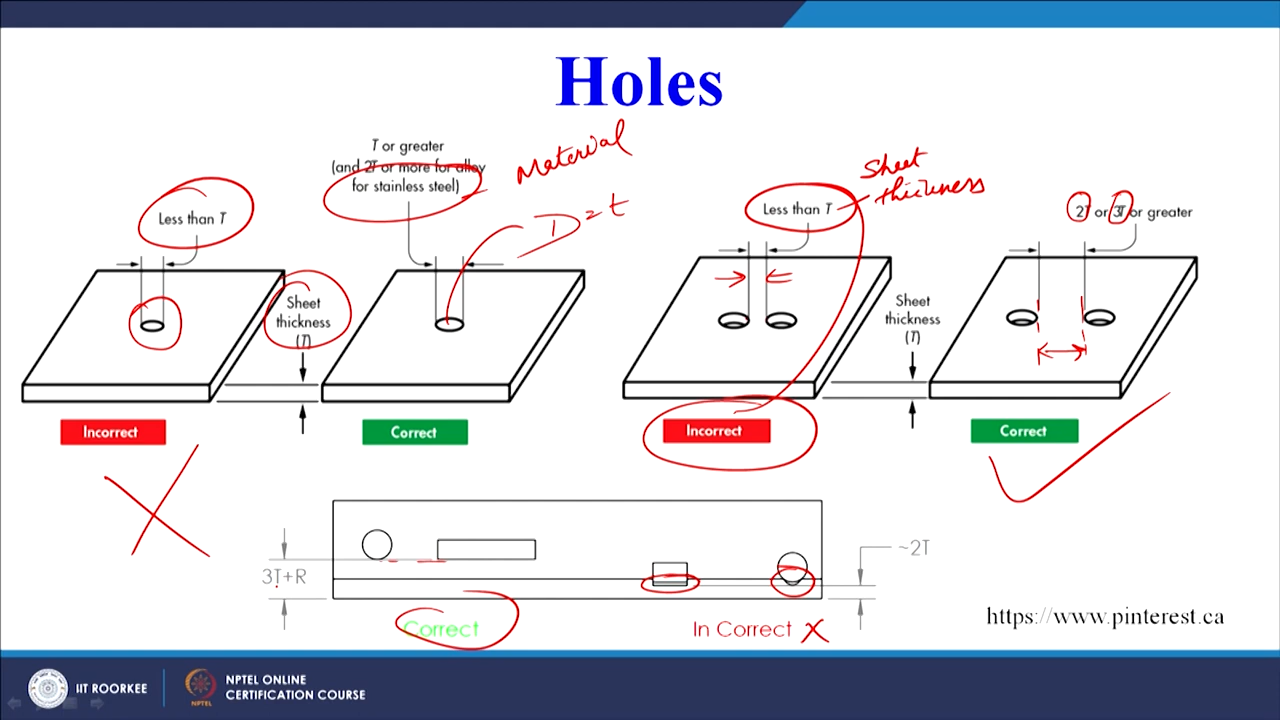 Holes
T or greater
(and 2T or more for alloy
for stainless steel)
Material
Less than T
D = t
Sheet
thickness
(T)
Incorrect
Correct
Less than T
Sheet
thickness
2T or 3T or greater
Sheet
thickness
(T)
Incorrect
Correct
3T+R
~2T
Correct
In Correct X
https://www.pinterest.ca
IIT ROORKEE
NPTEL
NPTEL ONLINE
CERTIFICATION COURSE